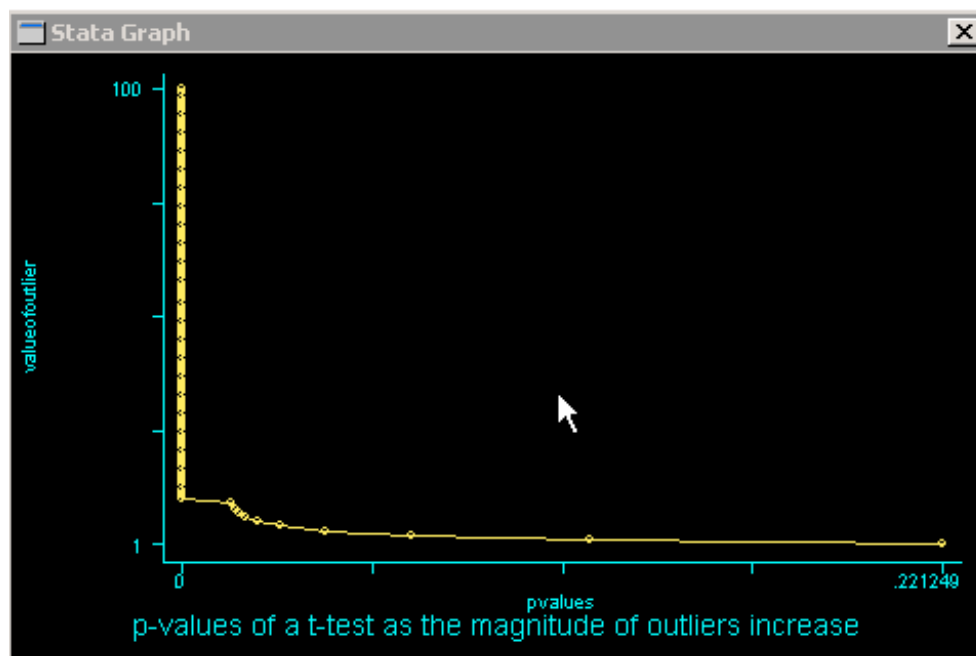 Stata Graph
100
valueofoutlier
1
0
.221249
pvalues
p-values of a t-test as the magnitude of outliers increase